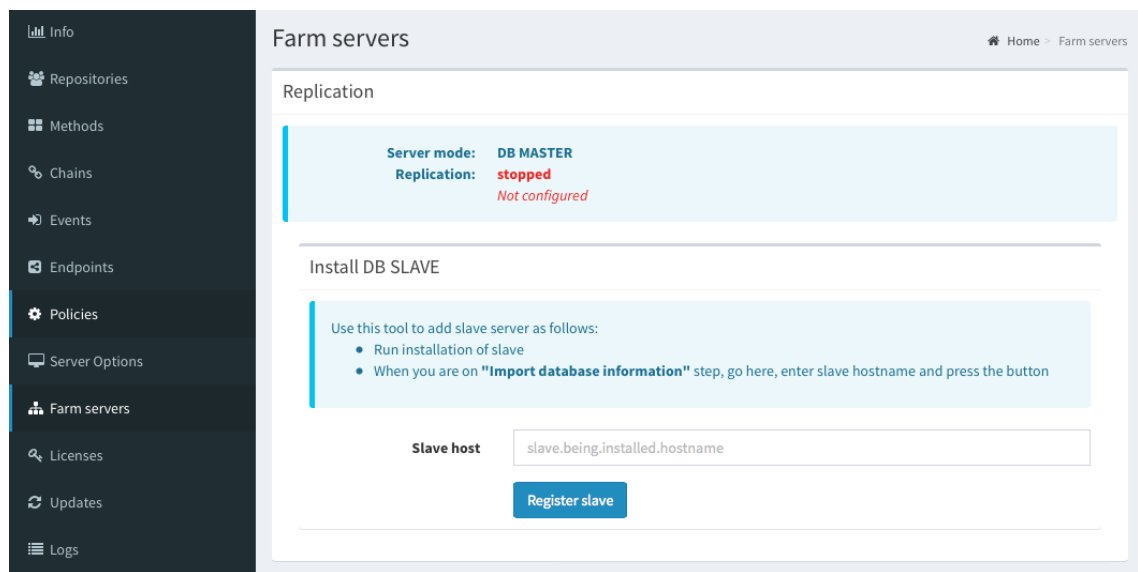 Info
Repositories
Methods
Chains
Events
Endpoints
Policies
Server Options
Farm servers
Licenses
Updates
Logs
Farm servers
Home > Farm servers
Replication
Server mode: DB MASTER
Replication: stopped
Not configured
Install DB SLAVE
Use this tool to add slave server as follows:
• Run installation of slave
• When you are on "Import database information" step, go here, enter slave hostname and press the button
Slave host slave.being.installed.hostname
Register slave